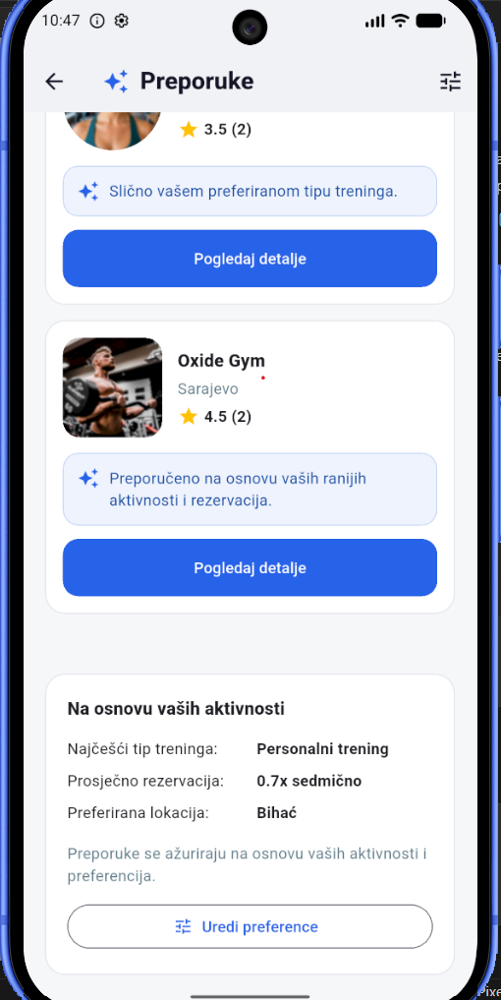 10:47
Preporuke
3.5 (2)
Slično vašem preferiranom tipu treninga.
Pogledaj detalje
Oxide Gym
Sarajevo
4.5 (2)
Preporučeno na osnovu vaših ranijih
aktivnosti i rezervacija.
Pogledaj detalje
Na osnovu vaših aktivnosti
Najčešći tip treninga: Personalni trening
Prosječno rezervacija: 0.7x sedmično
Preferirana lokacija: Bihać
Preporuke se ažuriraju na osnovu vaših aktivnosti i
preferencija.
Uredi preference